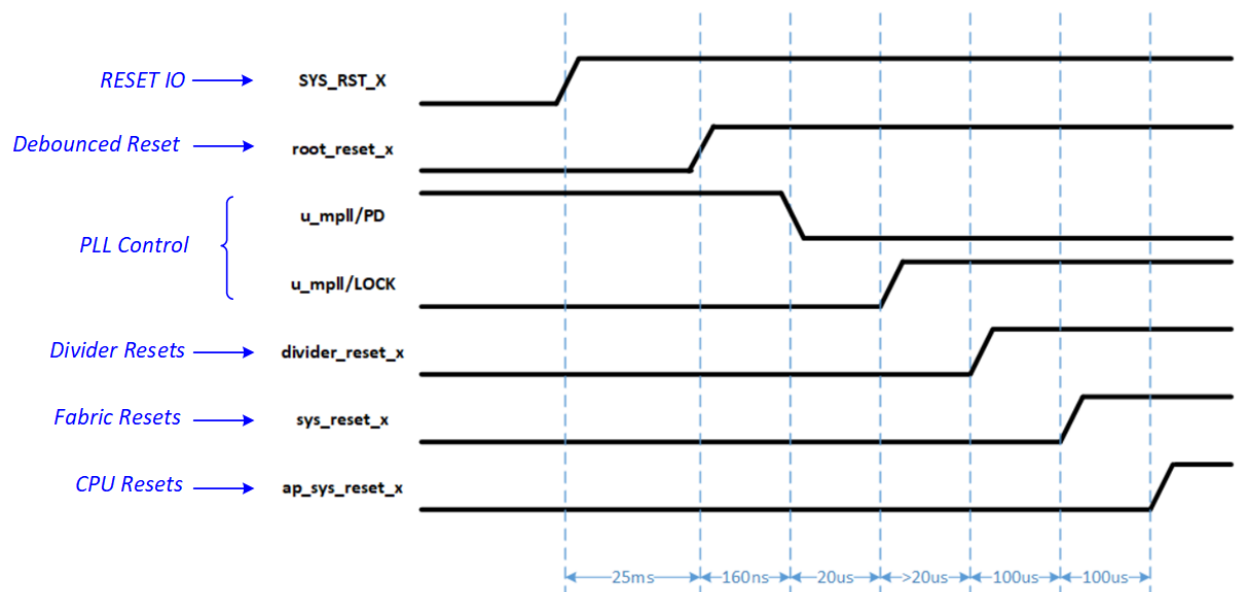 RESET IO SYS_RST_X
Debounced Reset root_reset_x
u_mpll/PD
PLL Control
u_mpll/LOCK
Divider Resets divider_reset_x
Fabric Resets sys_reset_x
CPU Resets ap_sys_reset_x
25ms 160ns 20us >20us 100us 100us